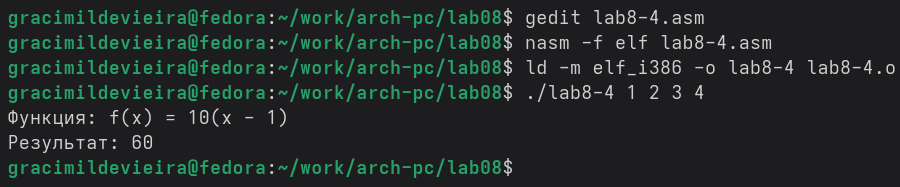 gracimildevieira@fedora:~/work/arch-pc/lab08$ gedit lab8-4.asm
gracimildevieira@fedora:~/work/arch-pc/lab08$ nasm -f elf lab8-4.asm
gracimildevieira@fedora:~/work/arch-pc/lab08$ ld -m elf_i386 -o lab8-4 lab8-4.o
gracimildevieira@fedora:~/work/arch-pc/lab08$ ./lab8-4 1 2 3 4
Функция: f(x) = 10(x - 1)
Результат: 60
gracimildevieira@fedora:~/work/arch-pc/lab08$